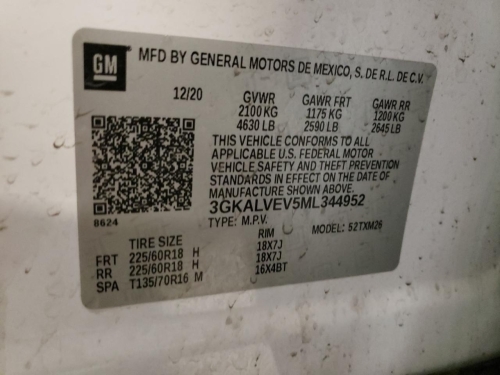 GM
MFD BY GENERAL MOTORS DE MEXICO, S. DE R.L. DE C.V.
12/20 GVWR GAWR FRT GAWR RR
2100 KG 1175 KG 1200 KG
4630 LB 2590 LB 2645 LB
THIS VEHICLE CONFORMS TO ALL
APPLICABLE U.S. FEDERAL MOTOR
VEHICLE SAFETY AND THEFT PREVENTION
STANDARDS IN EFFECT ON THE DATE OF
MANUFACTURE SHOWN ABOVE.
3GKALVEV5ML344952
8624 TYPE: M.P.V. MODEL: 52TXM26
TIRE SIZE RIM
FRT 225/60R18 H 18X7J
RR 225/60R18 H 18X7J
SPA T135/70R16 M 16X4BT